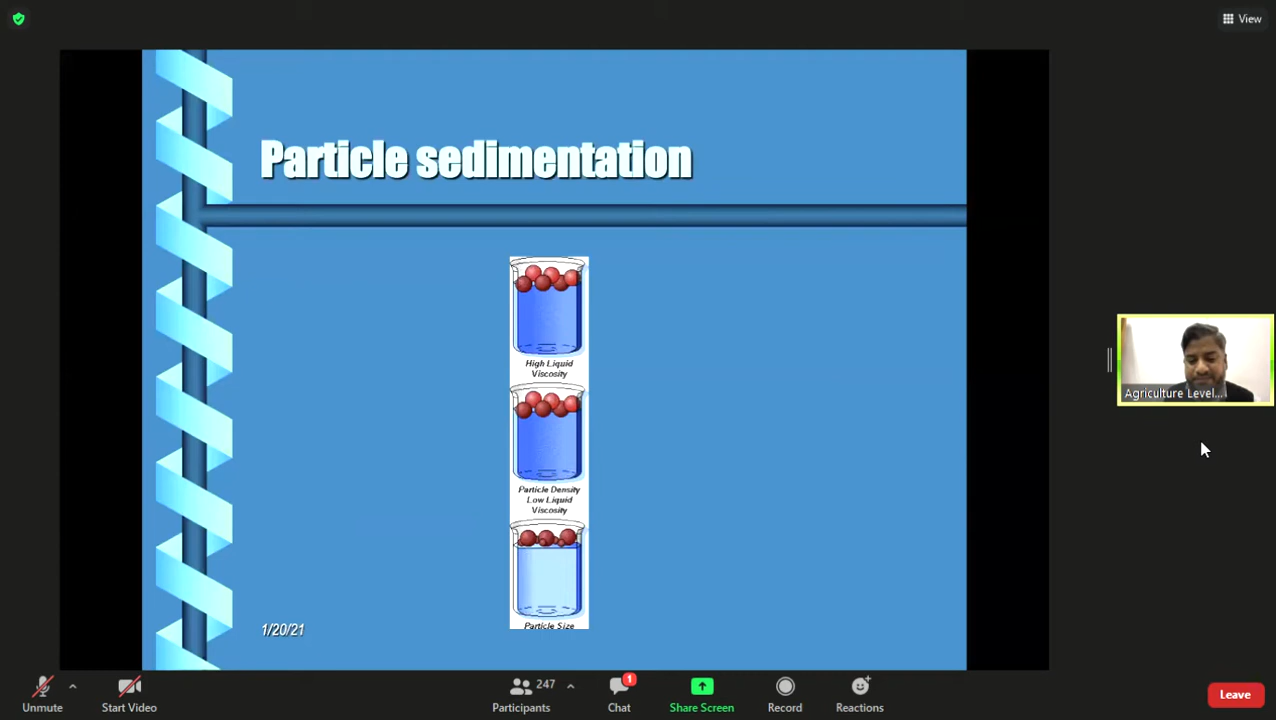 View
Particle sedimentation
High Liquid
Viscosity
Particle Density
Low Liquid
Viscosity
Particle Size
1/20/21
Agriculture Level...
247
1
Unmute
Start Video
Participants
Chat
Share Screen
Record
Reactions
Leave